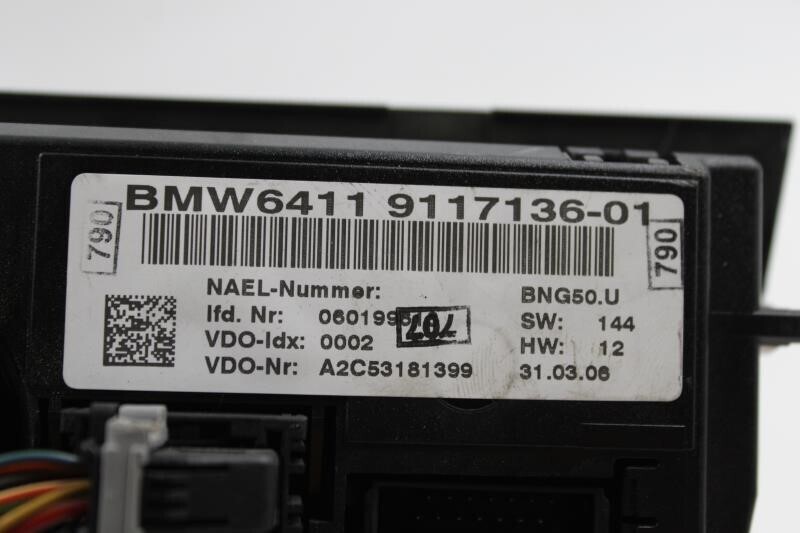 BMW6411 9117136-01
790
790
NAEL-Nummer: BNG50.U
lfd. Nr: SW: 144
707
VDO-Idx: 0002 HW: 12
VDO-Nr: A2C53181399 31.03.06